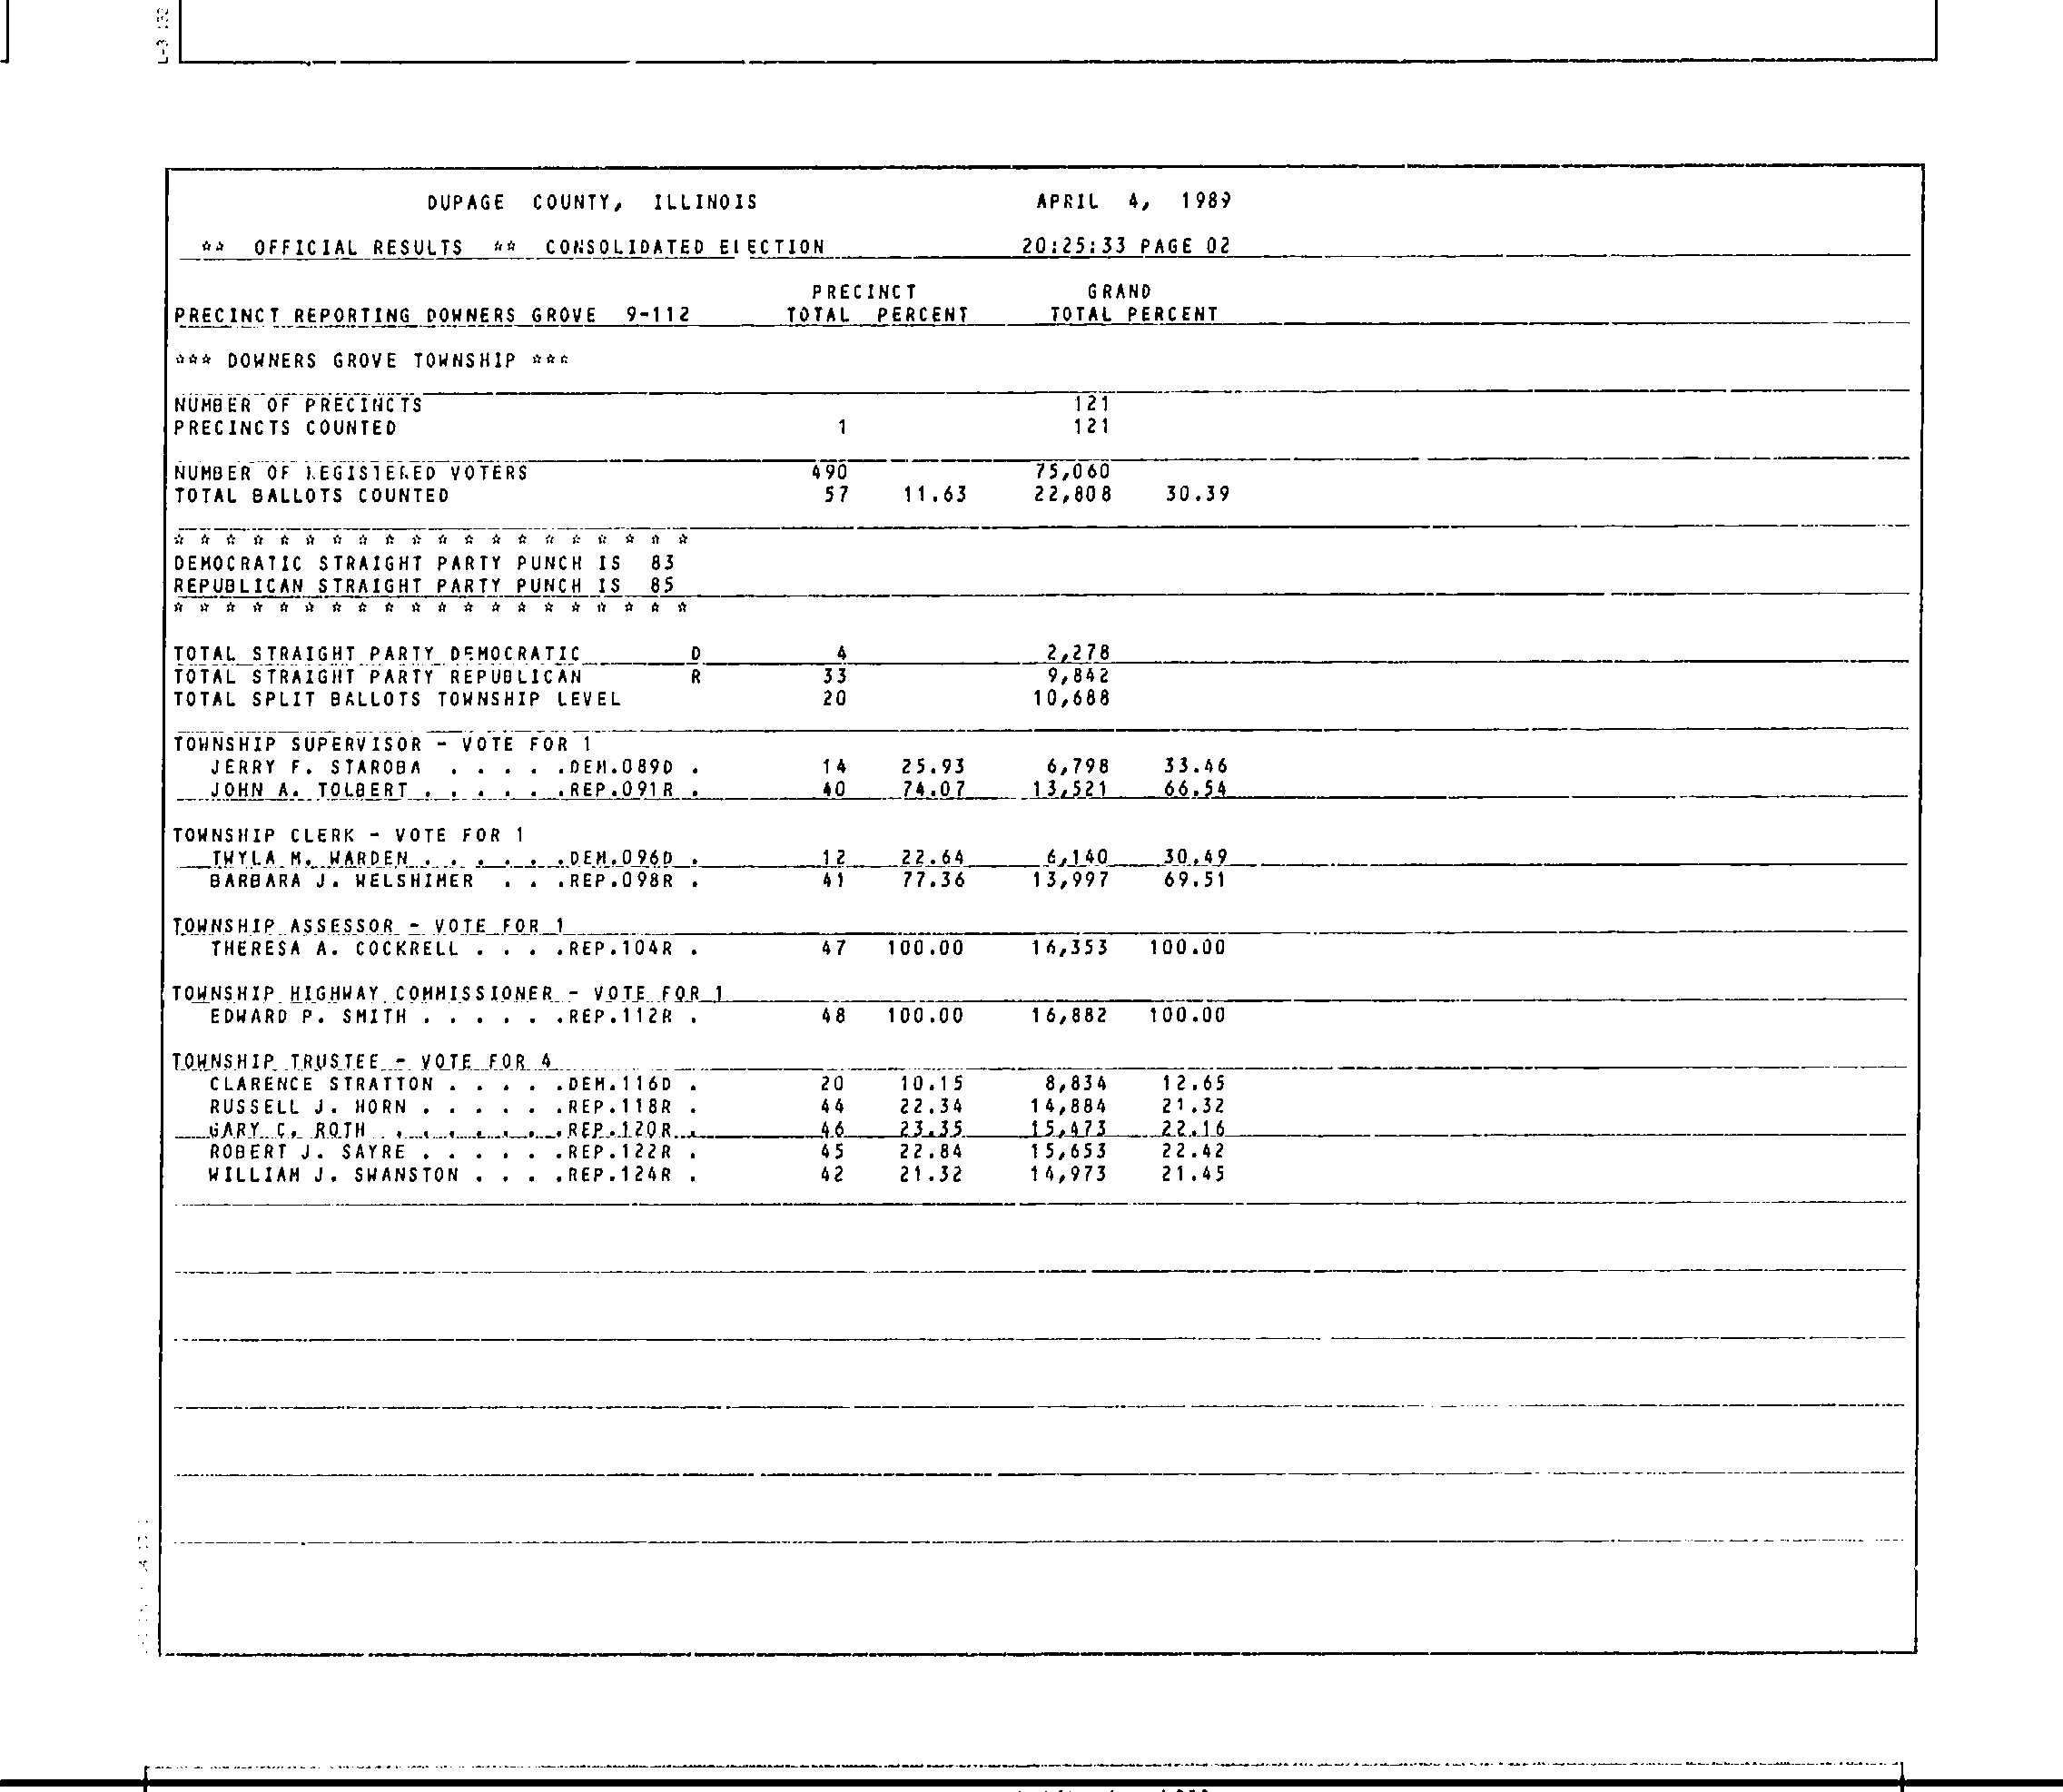 L-3 152
DUPAGE COUNTY, ILLINOIS APRIL 4, 1989
** OFFICIAL RESULTS ** CONSOLIDATED ELECTION 20:25:33 PAGE 02
PRECINCT GRAND
PRECINCT REPORTING DOWNERS GROVE 9-112 TOTAL PERCENT TOTAL PERCENT
*** DOWNERS GROVE TOWNSHIP ***
NUMBER OF PRECINCTS 121
PRECINCTS COUNTED 1 121
NUMBER OF REGISTERED VOTERS 490 75,060
TOTAL BALLOTS COUNTED 57 11.63 22,808 30.39
* * * * * * * * * * * * * * * * * * * *
DEMOCRATIC STRAIGHT PARTY PUNCH IS 83
REPUBLICAN STRAIGHT PARTY PUNCH IS 85
* * * * * * * * * * * * * * * * * * * *
TOTAL STRAIGHT PARTY DEMOCRATIC D 4 2,278
TOTAL STRAIGHT PARTY REPUBLICAN R 33 9,842
TOTAL SPLIT BALLOTS TOWNSHIP LEVEL 20 10,688
TOWNSHIP SUPERVISOR - VOTE FOR 1
JERRY F. STAROBA . . . . .DEM.089D . 14 25.93 6,798 33.46
JOHN A. TOLBERT . . . . . .REP.091R . 40 74.07 13,521 66.54
TOWNSHIP CLERK - VOTE FOR 1
TWYLA M. WARDEN . . . . . .DEM.096D . 12 22.64 6,140 30.49
BARBARA J. WELSHIMER . . .REP.098R . 41 77.36 13,997 69.51
TOWNSHIP ASSESSOR - VOTE FOR 1
THERESA A. COCKRELL . . . .REP.104R . 47 100.00 16,353 100.00
TOWNSHIP HIGHWAY COMMISSIONER - VOTE FOR 1
EDWARD P. SMITH . . . . . .REP.112R . 48 100.00 16,882 100.00
TOWNSHIP TRUSTEE - VOTE FOR 4
CLARENCE STRATTON . . . . .DEM.116D . 20 10.15 8,834 12.65
RUSSELL J. HORN . . . . . .REP.118R . 44 22.34 14,884 21.32
GARY C. ROTH . . . . . . .REP.120R . 46 23.35 15,473 22.16
ROBERT J. SAYRE . . . . . .REP.122R . 45 22.84 15,653 22.42
WILLIAM J. SWANSTON . . . .REP.124R . 42 21.32 14,973 21.45